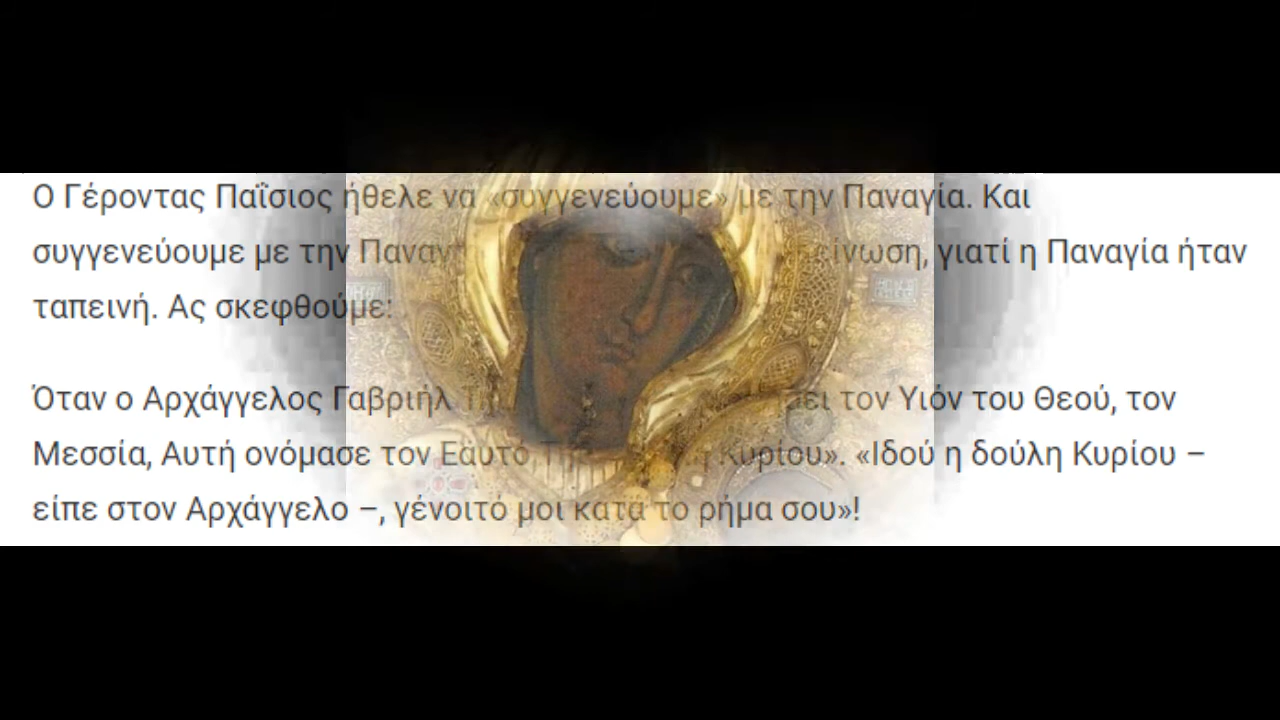 Ο Γέροντας Παΐσιος ήθελε να «συγγενεύουμε» με την Παναγία. Και
συγγενεύουμε με την γιατί η Παναγία ήταν
ταπεινή. Ας σκεφθούμε:
Όταν ο Αρχάγγελος Γαβριήλ τον Υιόν του Θεού, τον
Μεσσία, Αυτή ονόμασε τον Εαυτό Κυρίου». «Ιδού η δούλη Κυρίου –
είπε στον Αρχάγγελο –, γένοιτό μοι κατα το ρήμα σου»!